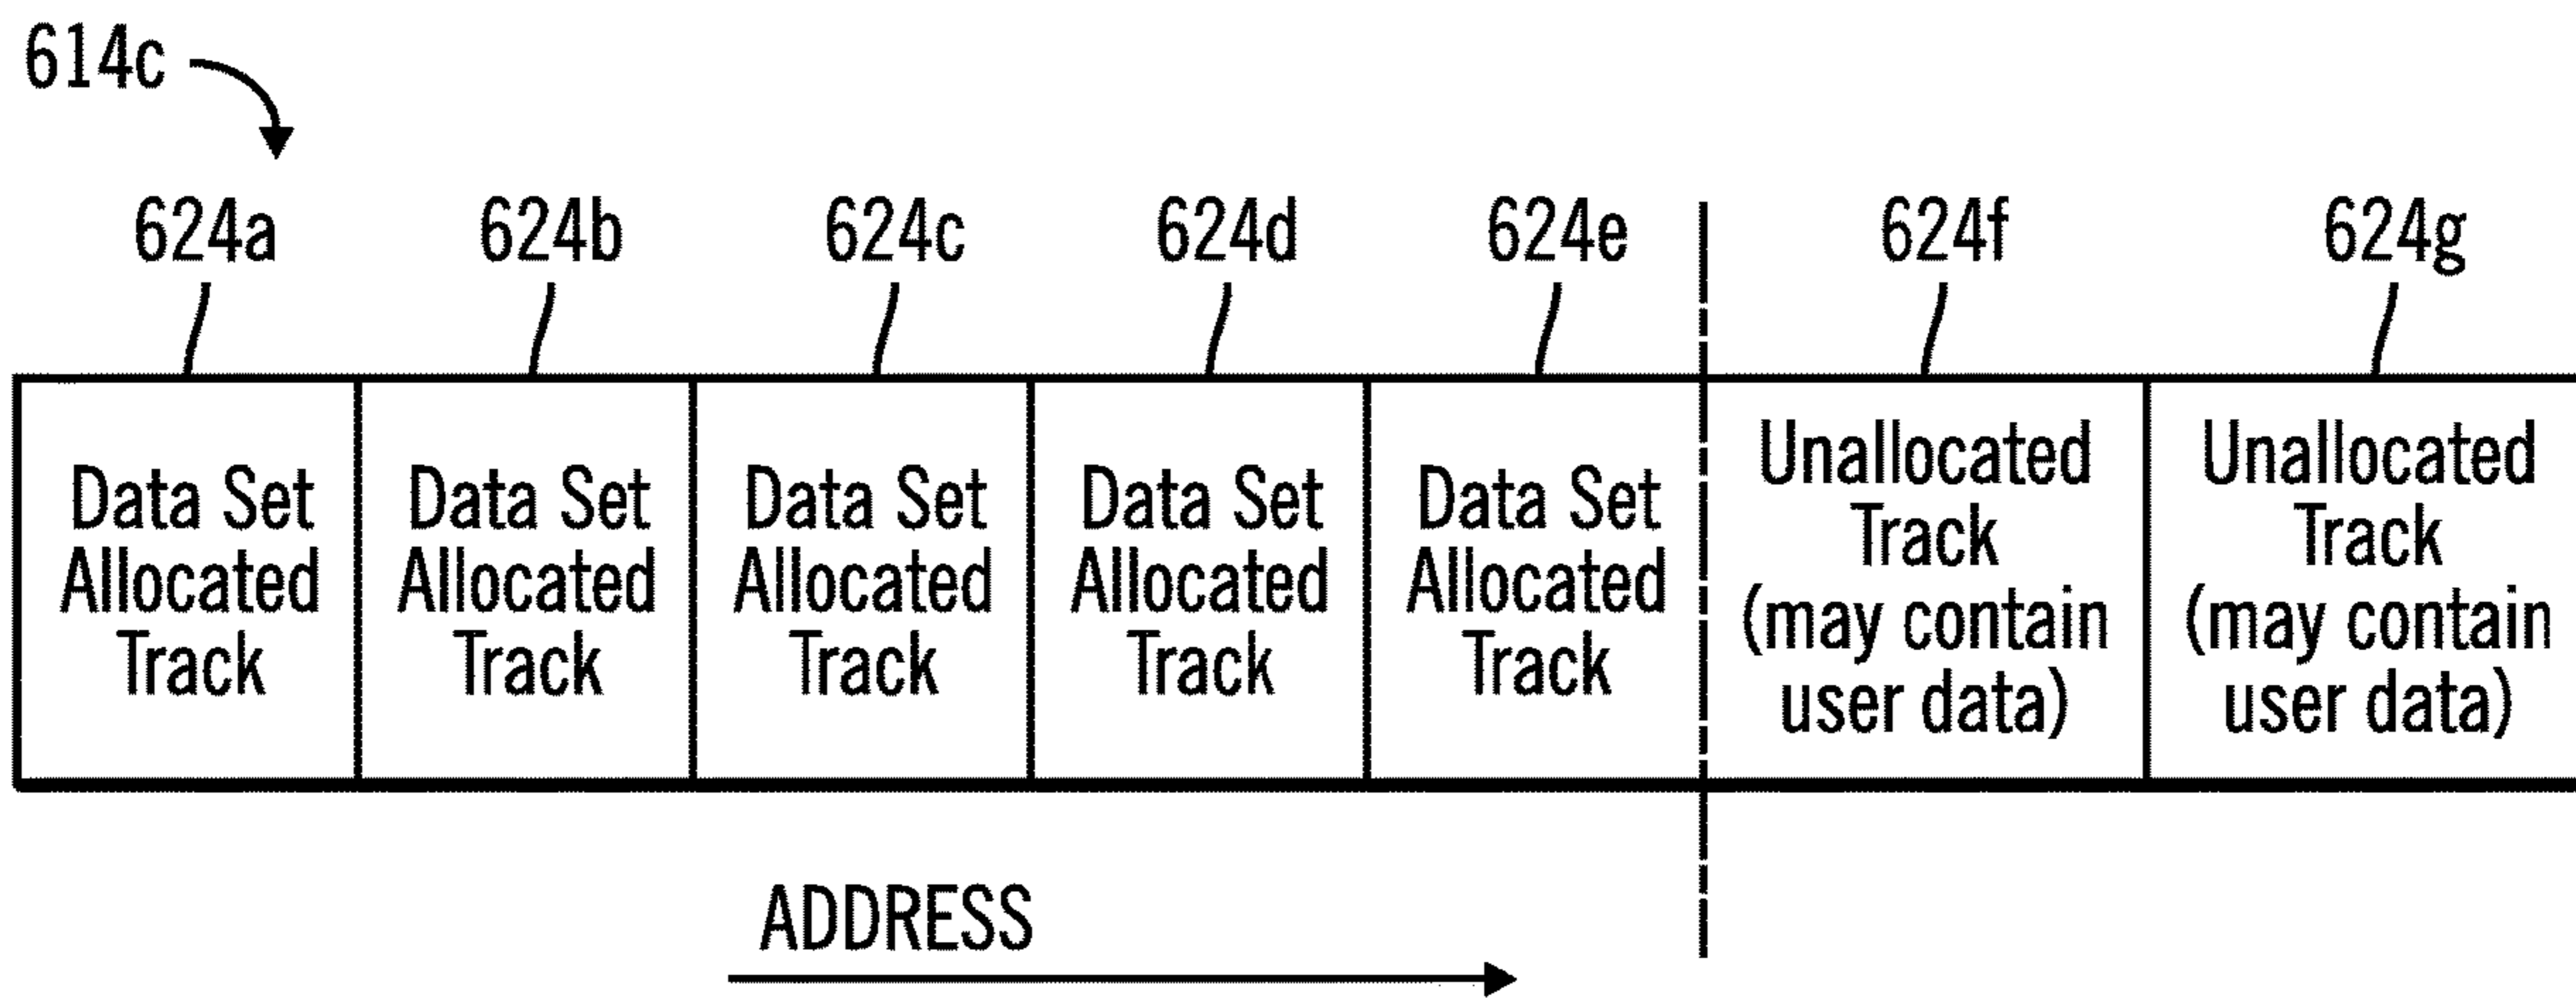 614c
624a 624b 624c 624d 624e 624f 624g
Data Set
Allocated
Track
Data Set
Allocated
Track
Data Set
Allocated
Track
Data Set
Allocated
Track
Data Set
Allocated
Track
Unallocated
Track
(may contain
user data)
Unallocated
Track
(may contain
user data)
ADDRESS